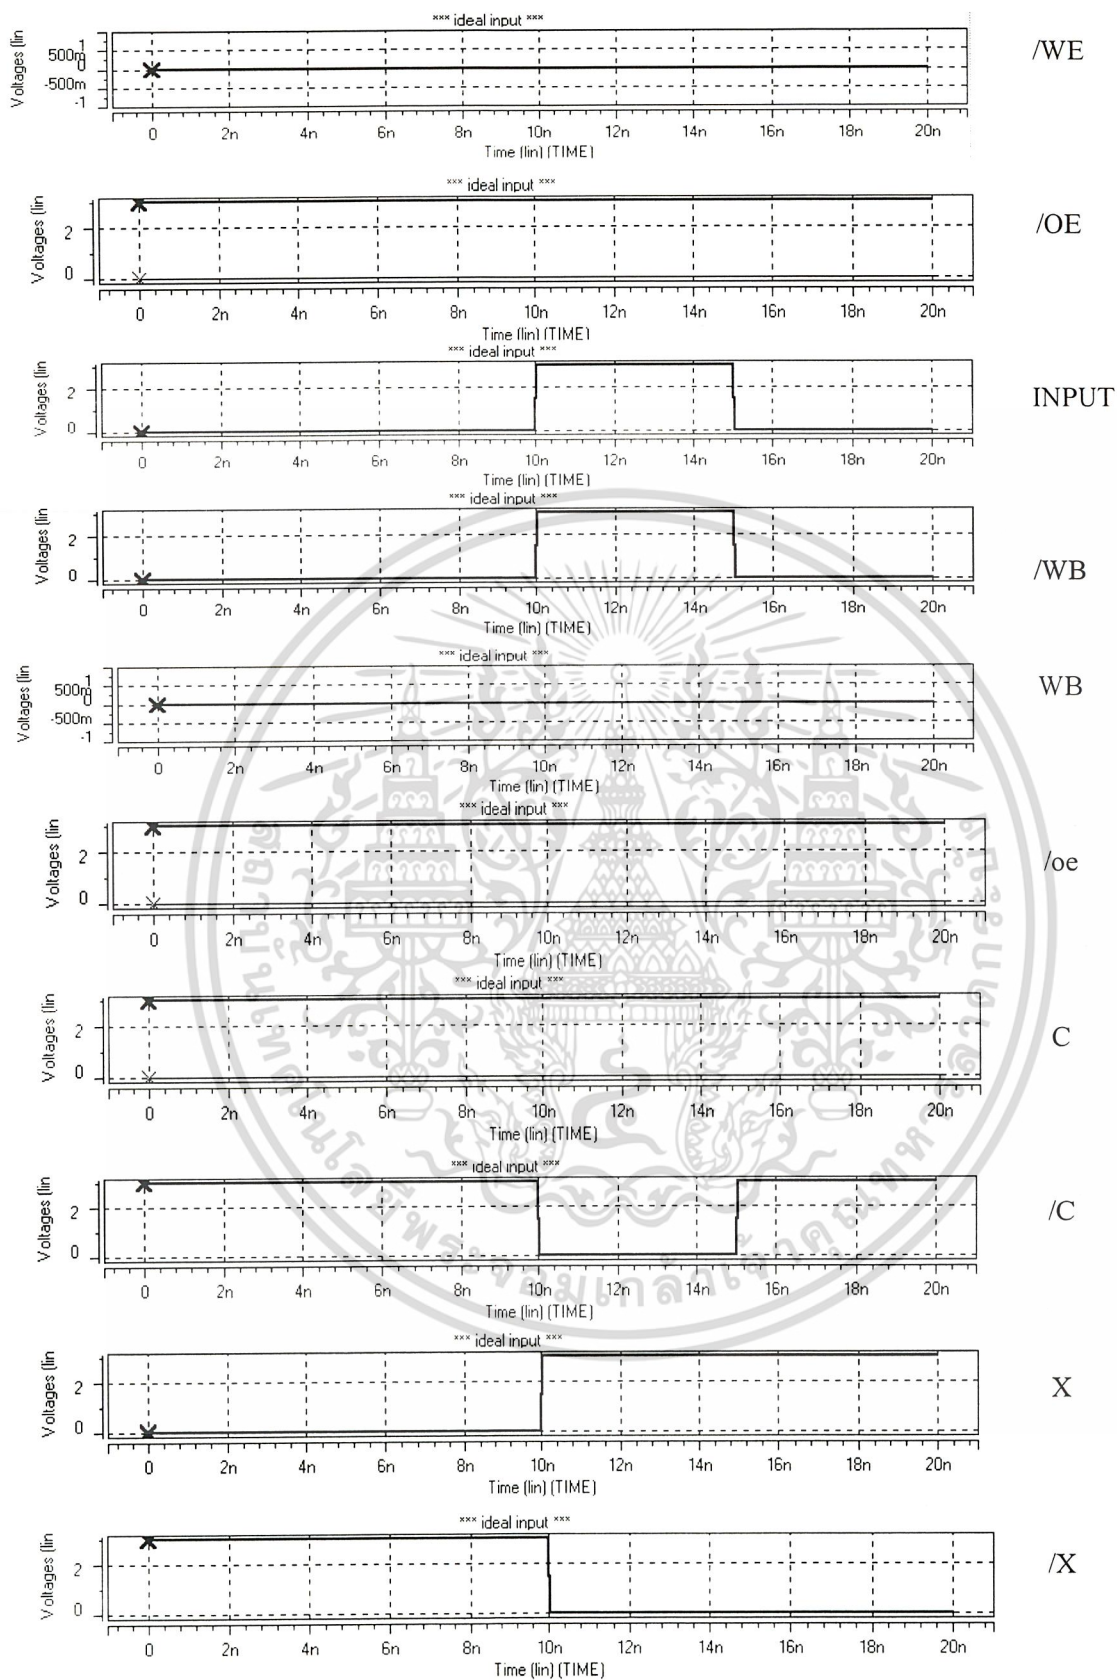 *** ideal input ***
Voltages (lin
1
500m
0
-500m
-1
0 2n 4n 6n 8n 10n 12n 14n 16n 18n 20n
Time (lin) (TIME)
/WE
*** ideal input ***
Voltages (lin
2
0
0 2n 4n 6n 8n 10n 12n 14n 16n 18n 20n
Time (lin) (TIME)
/OE
*** ideal input ***
Voltages (lin
2
0
0 2n 4n 6n 8n 10n 12n 14n 16n 18n 20n
Time (lin) (TIME)
INPUT
*** ideal input ***
Voltages (lin
2
0
0 2n 4n 6n 8n 10n 12n 14n 16n 18n 20n
Time (lin) (TIME)
/WB
*** ideal input ***
Voltages (lin
1
500m
0
-500m
-1
0 2n 4n 6n 8n 10n 12n 14n 16n 18n 20n
Time (lin) (TIME)
WB
*** ideal input ***
Voltages (lin
2
0
0 2n 4n 6n 8n 10n 12n 14n 16n 18n 20n
Time (lin) (TIME)
/oe
*** ideal input ***
Voltages (lin
2
0
0 2n 4n 6n 8n 10n 12n 14n 16n 18n 20n
Time (lin) (TIME)
C
*** ideal input ***
Voltages (lin
2
0
0 2n 4n 6n 8n 10n 12n 14n 16n 18n 20n
Time (lin) (TIME)
/C
*** ideal input ***
Voltages (lin
2
0
0 2n 4n 6n 8n 10n 12n 14n 16n 18n 20n
Time (lin) (TIME)
X
*** ideal input ***
Voltages (lin
2
0
0 2n 4n 6n 8n 10n 12n 14n 16n 18n 20n
Time (lin) (TIME)
/X